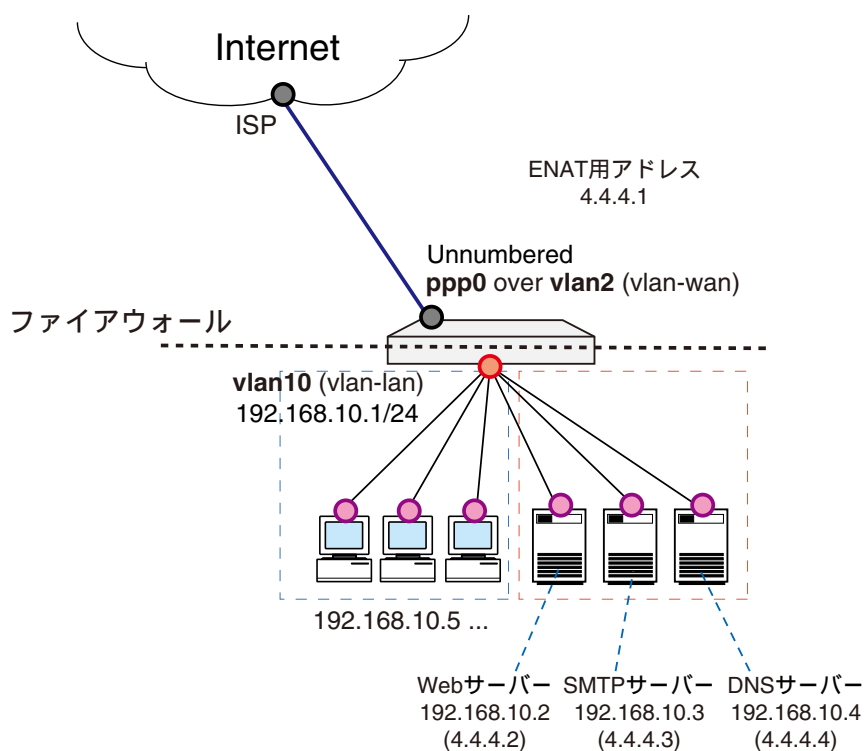 Internet
ISP
ENAT用アドレス
4.4.4.1
Unnumbered
ppp0 over vlan2 (vlan-wan)
ファイアウォール
vlan10 (vlan-lan)
192.168.10.1/24
192.168.10.5 ...
Webサーバー
192.168.10.2
(4.4.4.2)
SMTPサーバー
192.168.10.3
(4.4.4.3)
DNSサーバー
192.168.10.4
(4.4.4.4)